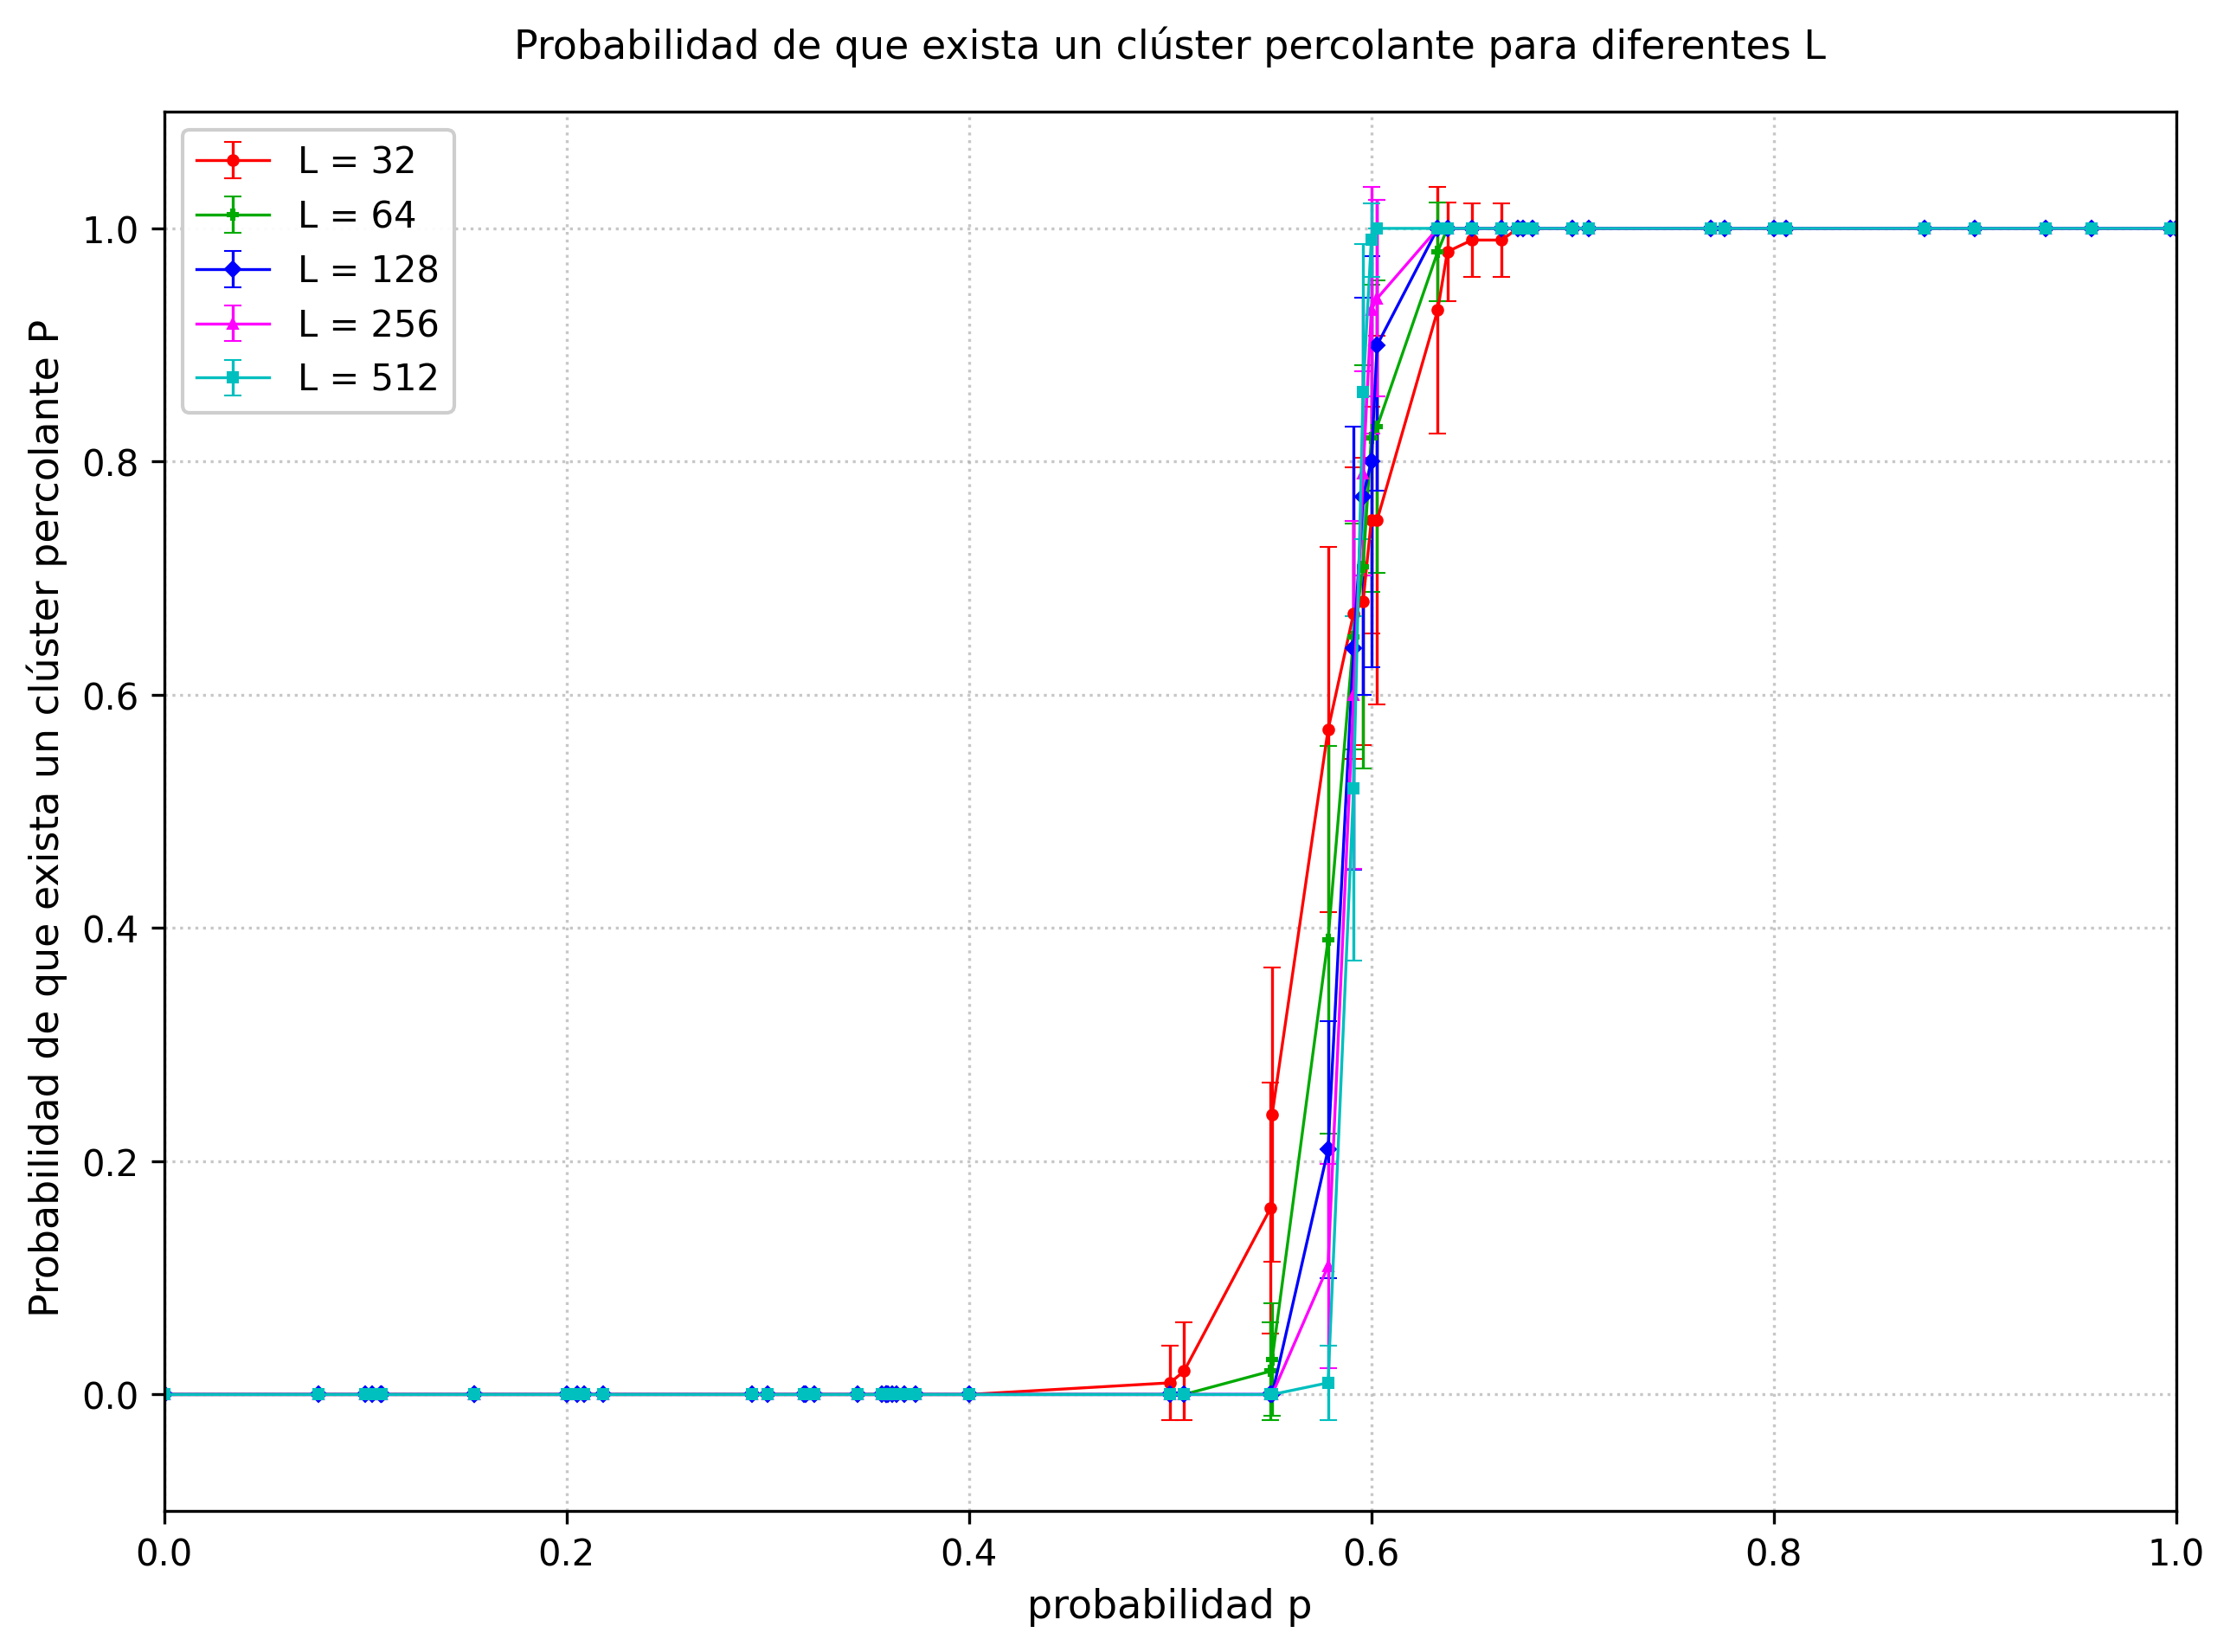 Probabilidad de que exista un clúster percolante para diferentes L
L = 32
L = 64
L = 128
L = 256
L = 512
Probabilidad de que exista un clúster percolante P
1.0
0.8
0.6
0.4
0.2
0.0
0.0 0.2 0.4 0.6 0.8 1.0
probabilidad p